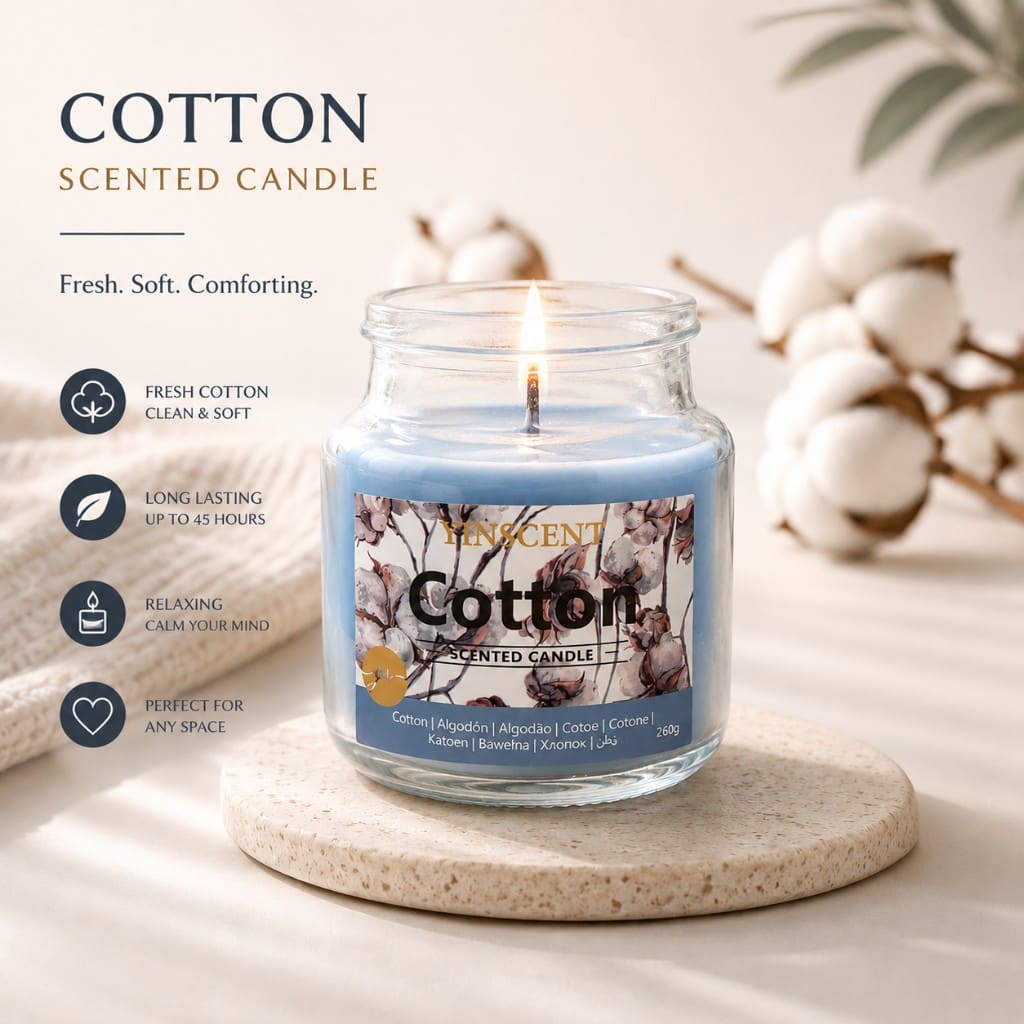 COTTON
SCENTED CANDLE
Fresh. Soft. Comforting.
FRESH COTTON
CLEAN & SOFT
LONG LASTING
UP TO 45 HOURS
RELAXING
CALM YOUR MIND
PERFECT FOR
ANY SPACE
YINSCENT
Cotton
SCENTED CANDLE
Cotton | Algodón | Algodão | Cotoe | Cotone |
Katoen | Bawełna | Хлопок | قطن
260g